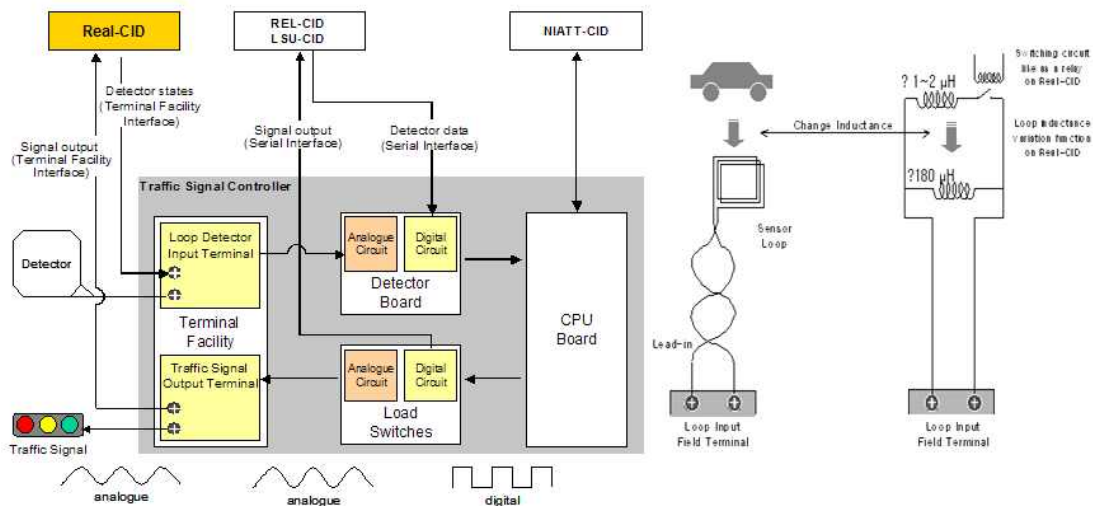 Real-CID
REL-CID
LSU-CID
NIATT-CID
Detector states
(Terminal Facility
Interface)
Signal output
(Terminal Facility
Interface)
Signal output
(Serial Interface)
Detector data
(Serial Interface)
Traffic Signal Controller
Loop Detector
Input Terminal
Analogue
Circuit
Digital
Circuit
Detector
Board
Detector
Terminal
Facility
CPU
Board
Traffic Signal
Output Terminal
Analogue
Circuit
Digital
Circuit
Load
Switches
Traffic Signal
analogue
analogue
digital
Change Inductance
Sensor
Loop
Lead-in
Loop Input
Field Terminal
Switching circuit
like as a relay
on Real-CID
? 1~2 μH
Loop inductance
variation function
on Real-CID
?180 μH
Loop Input
Field Terminal